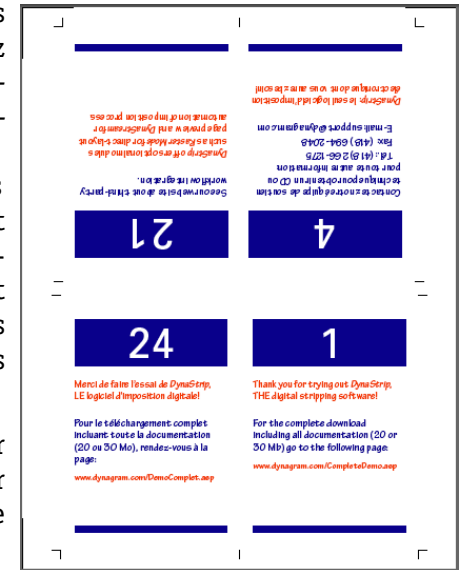 21
See our website about third-party
workflow integration.
DynaStrip offers optional modules
such as Raster Mode for direct-layout
page preview and DynaStream for
automation of imposition process
4
Contactez notre équipe de soutien
technique pour obtenir un CD ou
pour toute autre information
Tél.: (418) 266-1275
Fax: (418) 694-2048
E-mail: support@dynagram.com
DynaStrip: le seul logiciel d'imposition
électronique dont vous aurez besoin!
24
Merci de faire l'essai de DynaStrip,
LE logiciel d'imposition digitale!
Pour le téléchargement complet
incluant toute la documentation
(20 ou 30 Mo), rendez-vous à la
page:
www.dynagram.com/DemoComplet.asp
1
Thank you for trying out DynaStrip,
THE digital stripping software!
For the complete download
including all documentation (20 or
30 Mb) go to the following page:
www.dynagram.com/CompleteDemo.asp